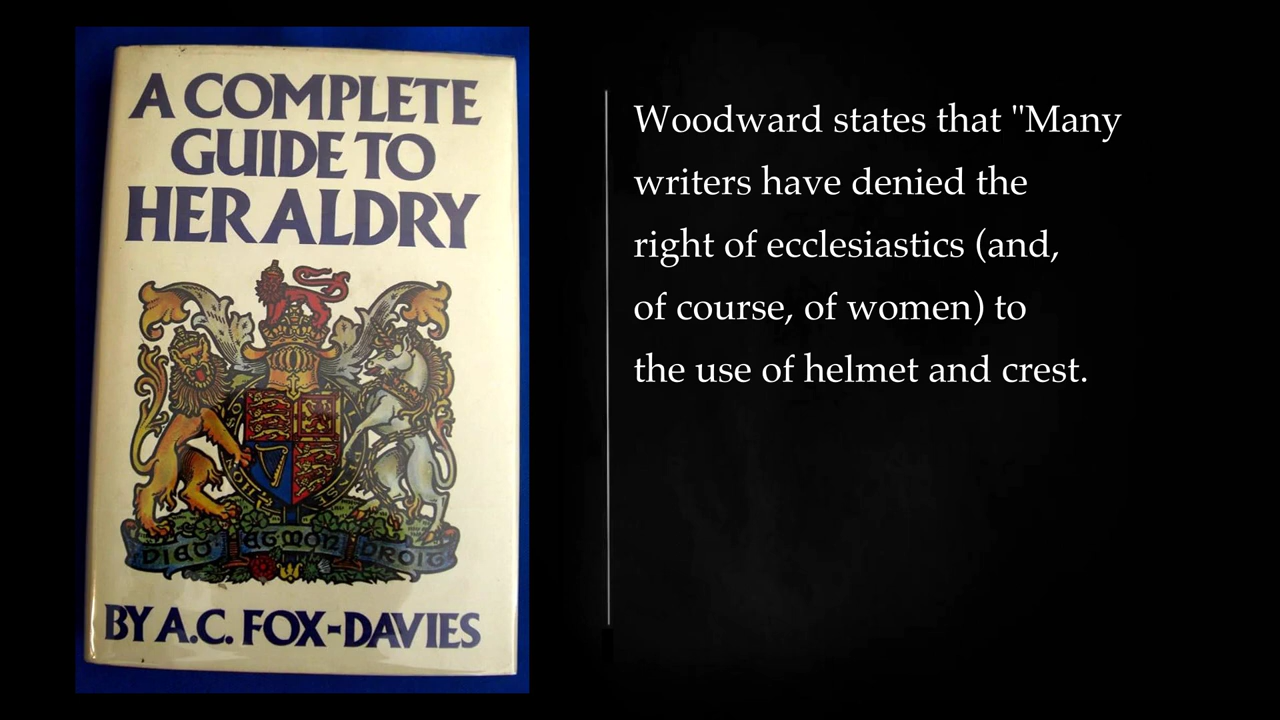 A COMPLETE
GUIDE TO
HERALDRY
DIEU ET MON DROIT
BY A.C. FOX-DAVIES
Woodward states that "Many
writers have denied the
right of ecclesiastics (and,
of course, of women) to
the use of helmet and crest.